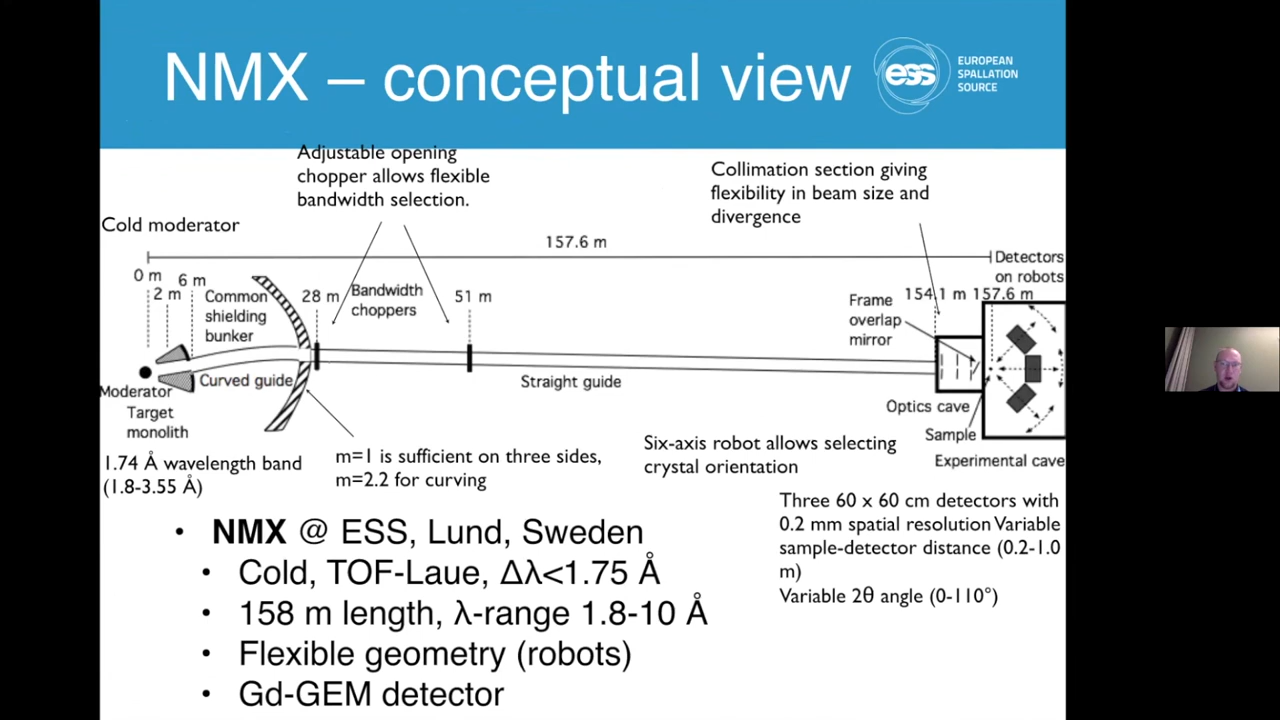 NMX – conceptual view
ess
EUROPEAN
SPALLATION
SOURCE
Adjustable opening
chopper allows flexible
bandwidth selection.
Collimation section giving
flexibility in beam size and
divergence
Cold moderator
157.6 m
Detectors
on robots
0 m
2 m
6 m
Common
shielding
bunker
28 m
Bandwidth
choppers
51 m
Frame
overlap
mirror
154.1 m
157.6 m
Moderator
Target
monolith
Curved guide
Straight guide
Optics cave
Sample
Experimental cave
1.74 Å wavelength band
(1.8-3.55 Å)
m=1 is sufficient on three sides,
m=2.2 for curving
Six-axis robot allows selecting
crystal orientation
Three 60 x 60 cm detectors with
0.2 mm spatial resolution Variable
sample-detector distance (0.2-1.0
m)
Variable 2θ angle (0-110°)
• NMX @ ESS, Lund, Sweden
• Cold, TOF-Laue, Δλ<1.75 Å
• 158 m length, λ-range 1.8-10 Å
• Flexible geometry (robots)
• Gd-GEM detector